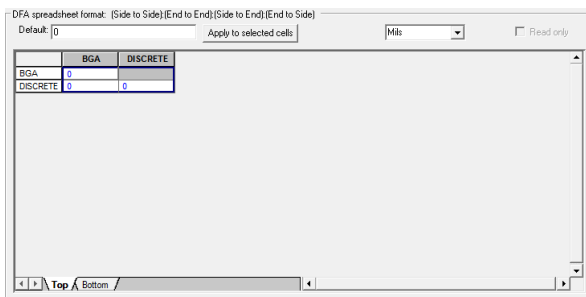 DFA spreadsheet format: (Side to Side):(End to End):(Side to End):(End to Side)
Default: 0 Apply to selected cells Mils Read only
BGA DISCRETE
BGA 0
DISCRETE 0 0
Top Bottom